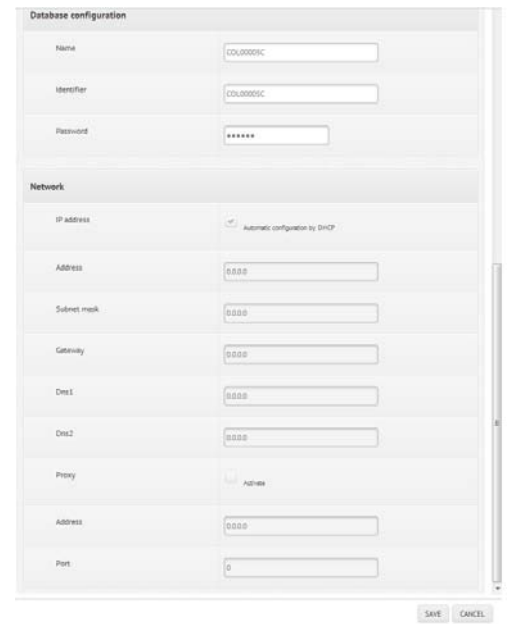 Database configuration
Name
COL00005C
Identifier
COL00005C
Password
••••••
Network
IP address
Automatic configuration by DHCP
Address
0.0.0.0
Subnet mask
0.0.0.0
Gateway
0.0.0.0
Dns1
0.0.0.0
Dns2
0.0.0.0
Proxy
Activate
Address
0.0.0.0
Port
0
SAVE CANCEL